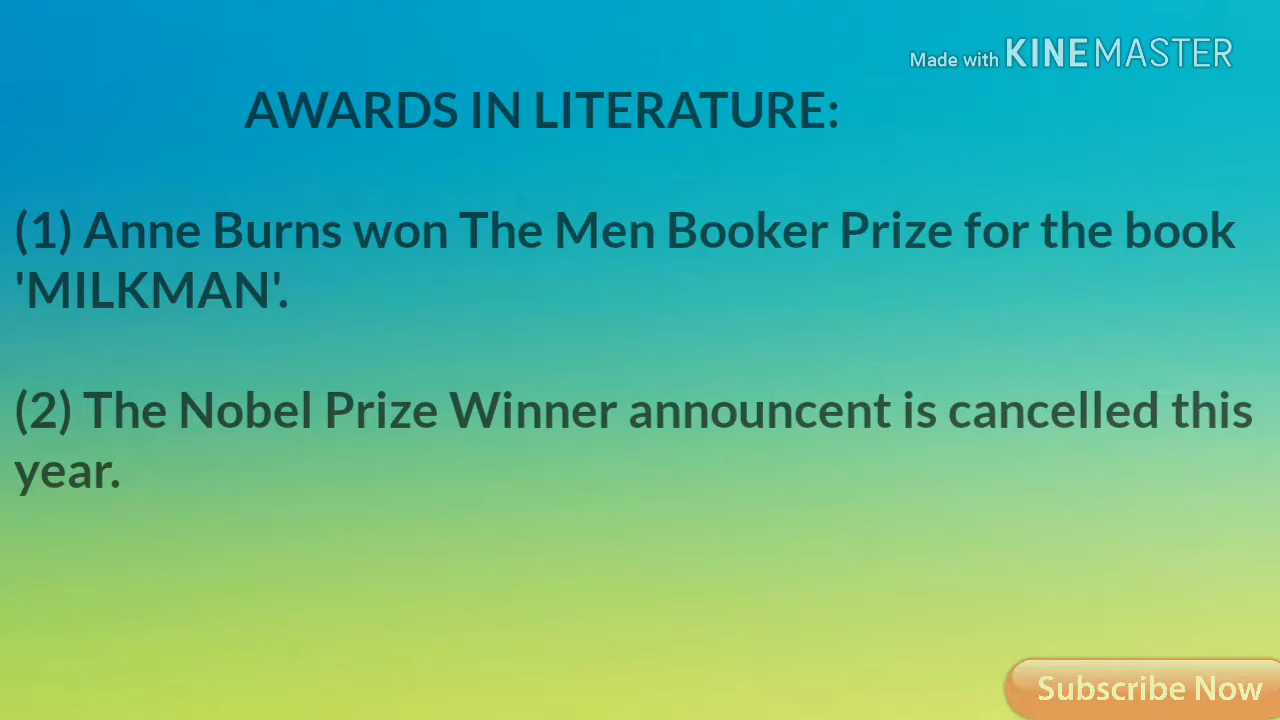 Made with KINEMASTER
AWARDS IN LITERATURE:
(1) Anne Burns won The Men Booker Prize for the book
'MILKMAN'.
(2) The Nobel Prize Winner announcent is cancelled this
year.
Subscribe Now